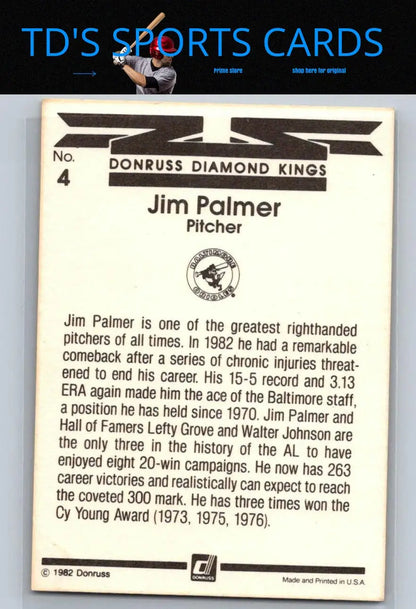 TD'S SPORTS CARDS
prime store
shop here for original
No.
4
DONRUSS DIAMOND KINGS
Jim Palmer
Pitcher
Jim Palmer is one of the greatest righthanded
pitchers of all times. In 1982 he had a remarkable
comeback after a series of chronic injuries threat-
ened to end his career. His 15-5 record and 3.13
ERA again made him the ace of the Baltimore staff,
a position he has held since 1970. Jim Palmer and
Hall of Famers Lefty Grove and Walter Johnson are
the only three in the history of the AL to have
enjoyed eight 20-win campaigns. He now has 263
career victories and realistically can expect to reach
the coveted 300 mark. He has three times won the
Cy Young Award (1973, 1975, 1976).
© 1982 Donruss
DONRUSS
Made and Printed in U.S.A.